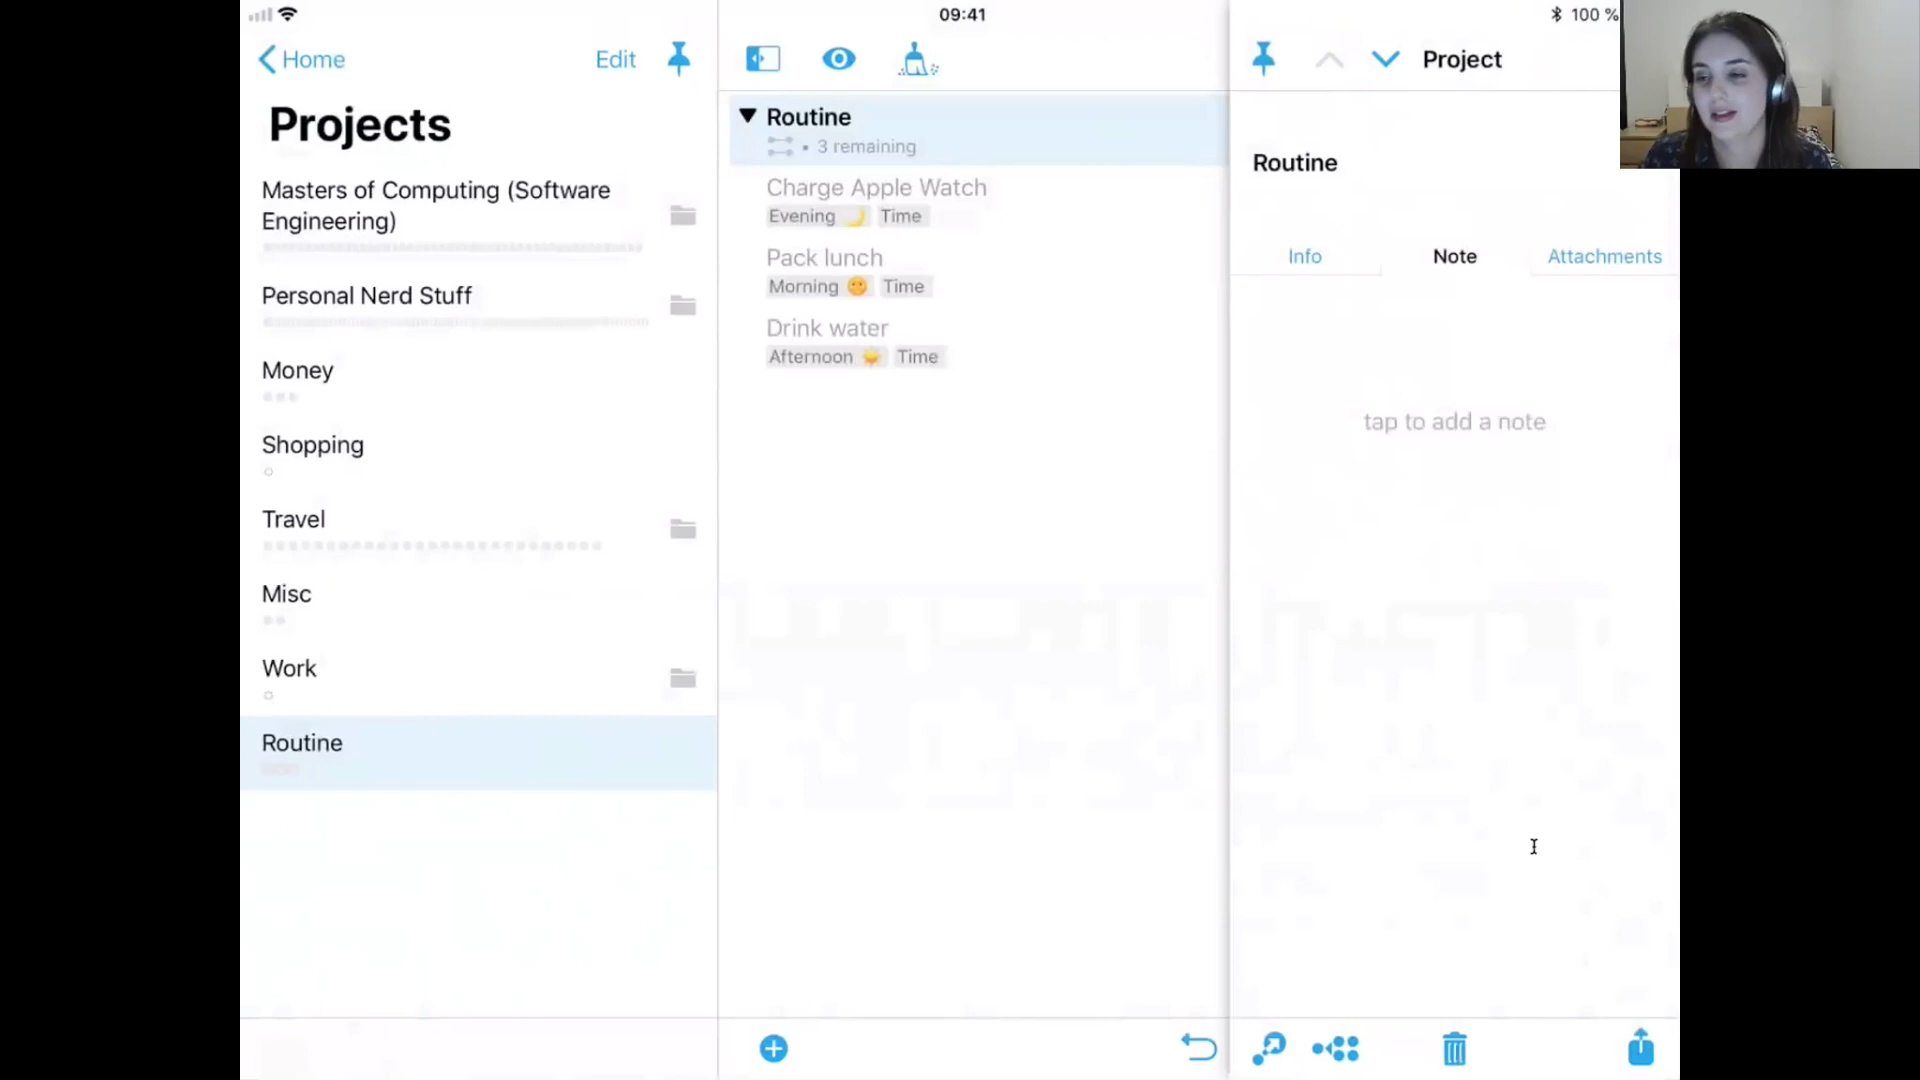 09:41
100 %
Home
Edit
Project
Projects
Masters of Computing (Software
Engineering)
Personal Nerd Stuff
Money
Shopping
Travel
Misc
Work
Routine
Routine
• 3 remaining
Charge Apple Watch
Evening 🌙 Time
Pack lunch
Morning 🌞 Time
Drink water
Afternoon ☀️ Time
Routine
Info
Note
Attachments
tap to add a note